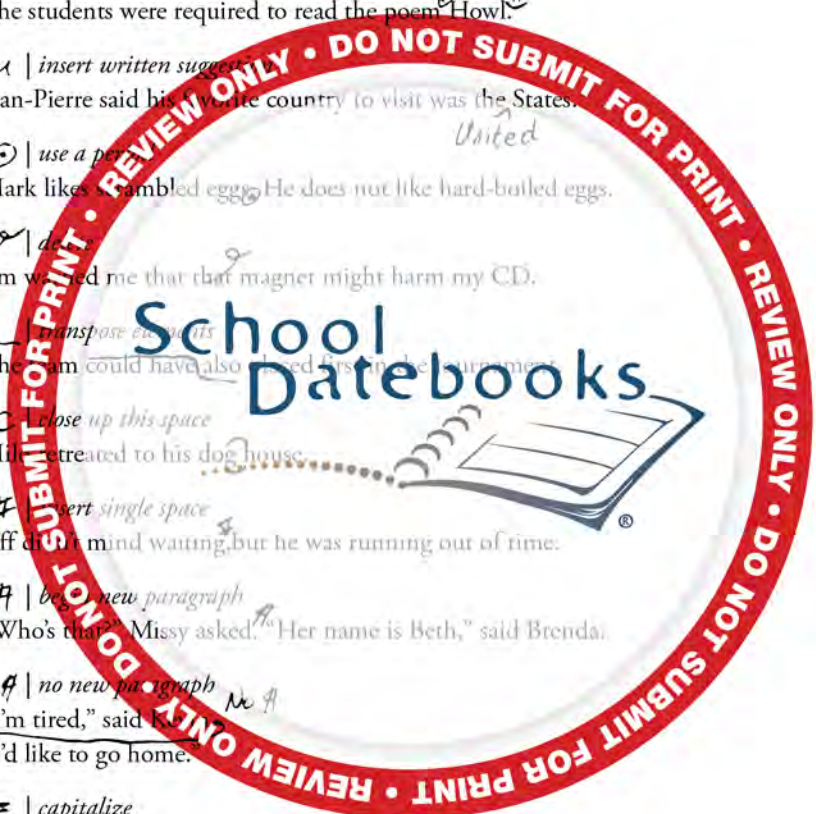 he students were required to read the poem Howl.
| insert written suggestion
an-Pierre said his favorite country to visit was the States.
United
| use a period
ark likes scrambled eggs He does not like hard-boiled eggs.
| delete
m warned me that that magnet might harm my CD.
| transpose elements
he team could have also placed first in the tournament.
| close up this space
retreated to his dog house.
| insert single space
ff didn't mind waiting,but he was running out of time.
| begin new paragraph
Who's that?" Missy asked. "Her name is Beth," said Brenda.
| no new paragraph
No ¶
'm tired," said
'd like to go home."
| capitalize
School
Datebooks
®
REVIEW ONLY • DO NOT SUBMIT FOR PRINT • REVIEW ONLY • DO NOT SUBMIT FOR PRINT • REVIEW ONLY • DO NOT SUBMIT FOR PRINT •